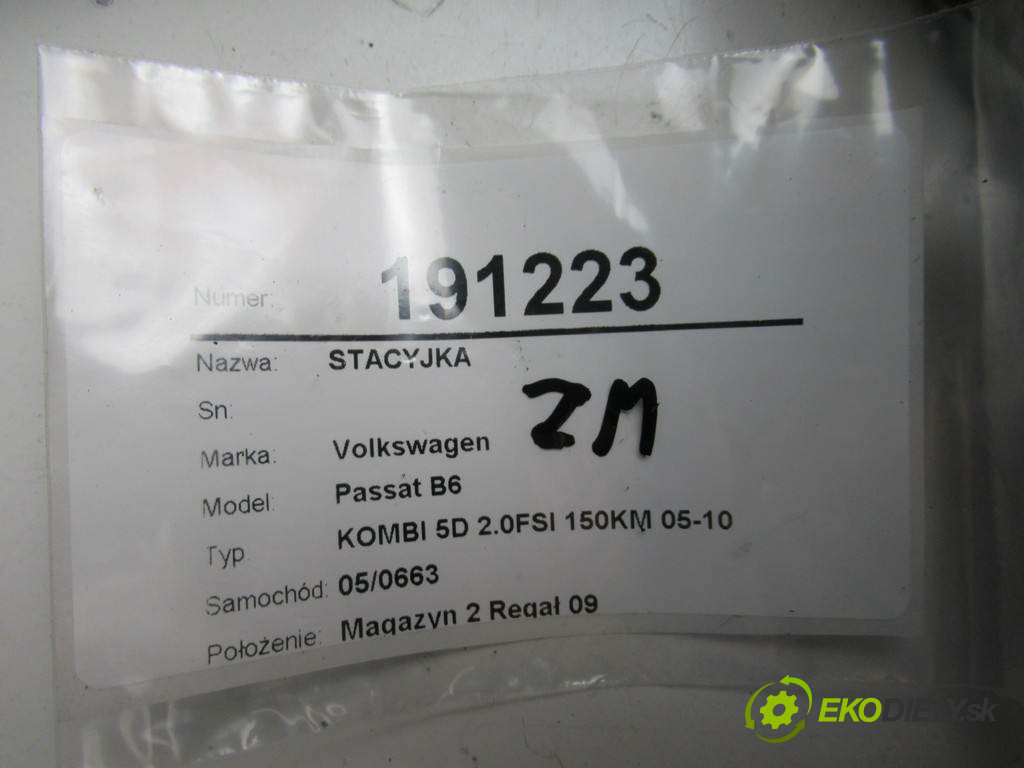 Numer: 191223
Nazwa: STACYJKA
Sn:
ZM
Marka: Volkswagen
Model: Passat B6
Typ KOMBI 5D 2.0FSI 150KM 05-10
Samochód: 05/0663
Położenie: Magazyn 2 Regał 09
EKODIELY.sk